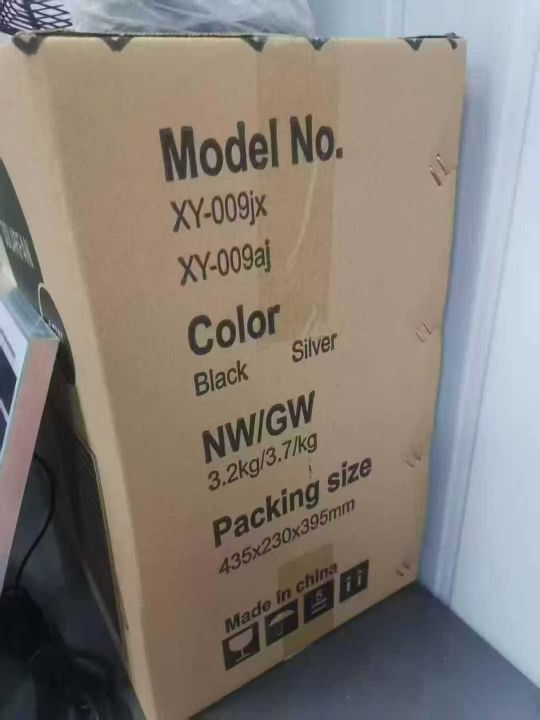 Model No.
XY-009jx
XY-009aj
Color
Black Silver
NW/GW
3.2kg/3.7/kg
Packing size
435x230x395mm
Made in china
5